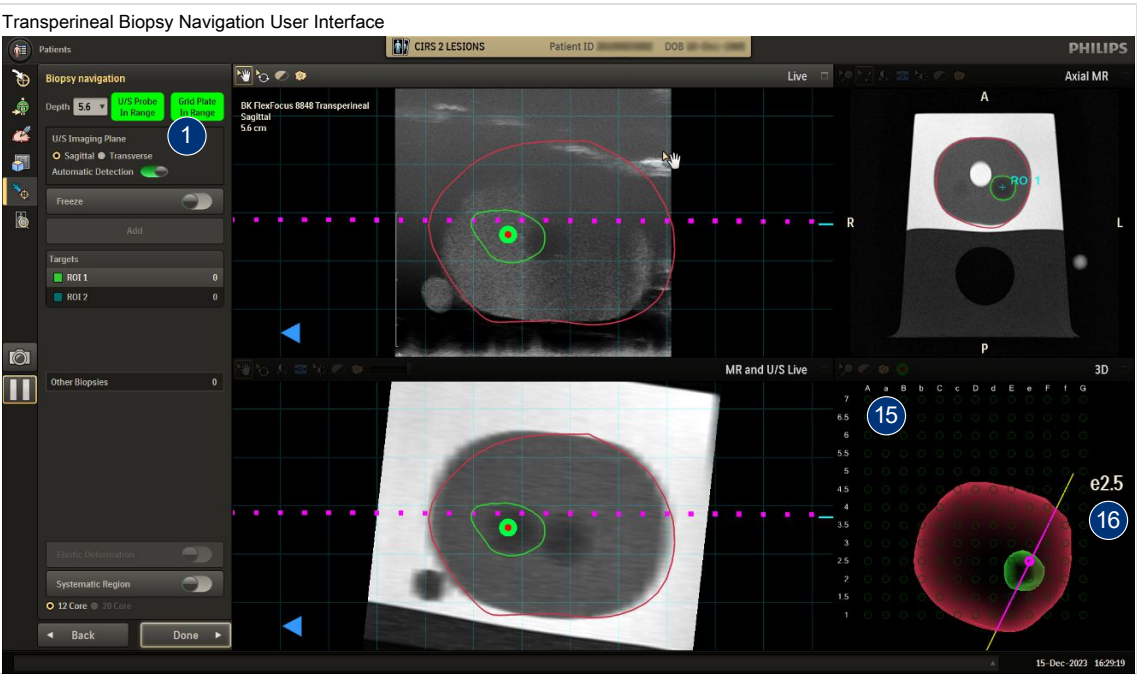 Transperineal Biopsy Navigation User Interface
Patients
CIRS 2 LESIONS Patient ID DOB
PHILIPS
Biopsy navigation
Live
Axial MR
Depth 5.6 U/S Probe In Range Grid Plate In Range
1
U/S Imaging Plane
Sagittal Transverse
Automatic Detection
Freeze
Add
Targets
ROI 1 0
ROI 2 0
Other Biopsies 0
Elastic Deformation
Systematic Region
12 Core 20 Core
Back Done
BK FlexFocus 8848 Transperineal
Sagittal
5.6 cm
A
ROI 1
R L
P
MR and U/S Live
3D
A a B b C c D d E e F f G
7
6.5
15
6
5.5
5
4.5
e2.5
4
16
3.5
3
2.5
2
1.5
1
15-Dec-2023 16:29:19